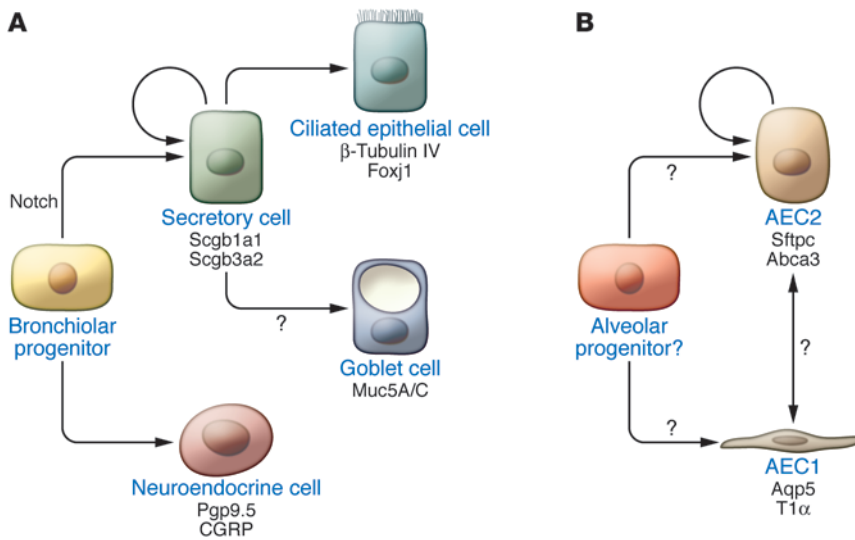 A
Ciliated epithelial cell
β-Tubulin IV
Foxj1
Notch
Secretory cell
Scgb1a1
Scgb3a2
Bronchiolar
progenitor
?
Goblet cell
Muc5A/C
Neuroendocrine cell
Pgp9.5
CGRP
B
?
AEC2
Sftpc
Abca3
Alveolar
progenitor?
?
?
AEC1
Aqp5
T1α